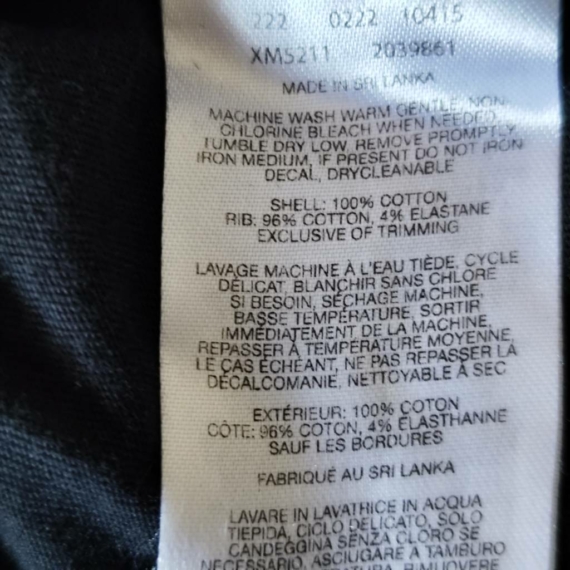 222 0222 10415
XM5211 2039861
MADE IN SRI LANKA
MACHINE WASH WARM GENTLE, NON-
CHLORINE BLEACH WHEN NEEDED,
TUMBLE DRY LOW, REMOVE PROMPTLY,
IRON MEDIUM, IF PRESENT DO NOT IRON
DECAL, DRYCLEANABLE
SHELL: 100% COTTON
RIB: 96% COTTON, 4% ELASTANE
EXCLUSIVE OF TRIMMING
LAVAGE MACHINE À L'EAU TIÈDE, CYCLE
DÉLICAT, BLANCHIR SANS CHLORE
SI BESOIN, SÉCHAGE MACHINE,
BASSE TEMPÉRATURE, SORTIR
IMMÉDIATEMENT DE LA MACHINE,
REPASSER À TEMPÉRATURE MOYENNE,
LE CAS ÉCHÉANT, NE PAS REPASSER LA
DÉCALCOMANIE, NETTOYABLE À SEC
EXTÉRIEUR: 100% COTON
CÔTE: 96% COTON, 4% ÉLASTHANNE
SAUF LES BORDURES
FABRIQUÉ AU SRI LANKA
LAVARE IN LAVATRICE IN ACQUA
TIEPIDA, CICLO DELICATO, SOLO
CANDEGGINA SENZA CLORO SE
NECESSARIO, ASCIUGARE A TAMBURO
RIMUOVERE